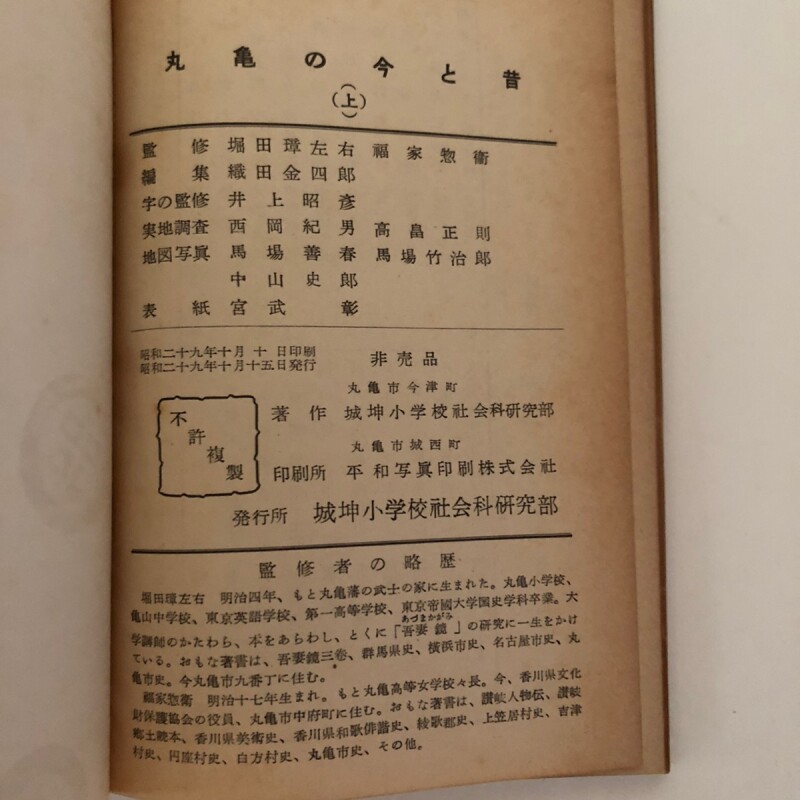 丸亀の今と昔
（上）
監修 堀田璋左右 福家惣衞
編集 織田金四郎
字の監修 井上昭彦
実地調査 西岡紀男 高畠正則
地図写真 馬場善春 馬場竹治郎
中山史郎
表紙 宮武彰
昭和二十九年十月十日印刷
昭和二十九年十月十五日発行
非売品
不許複製
丸亀市今津町
著作 城坤小学校社会科研究部
丸亀市城西町
印刷所 平和写真印刷株式会社
発行所 城坤小学校社会科研究部
監修者の略歴
堀田璋左右 明治四年、もと丸亀藩の武士の家に生まれた。丸亀小学校、
亀山中学校、東京英語学校、第一高等学校、東京帝國大学国史学科卒業。大
あづまかがみ
学講師のかたわら、本をあらわし、とくに「吾妻鏡」の研究に一生をかけ
ている。おもな著書は、吾妻鏡三巻、群馬県史、横浜市史、名古屋市史、丸
亀市史。今丸亀市九番丁に住む。
福家惣衞 明治十七年生まれ。もと丸亀高等女学校々長。今、香川県文化
財保護協会の役員、丸亀市中府町に住む。おもな著書は、讃岐人物伝、讃岐
郷土読本、香川県美術史、香川県和歌俳諧史、綾歌郡史、上笠居村史、吉津
村史、円座村史、白方村史、丸亀市史、その他。